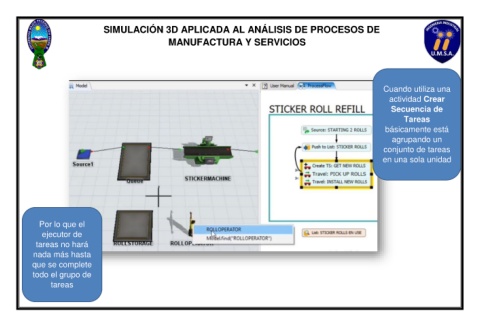 SIMULACIÓN 3D APLICADA AL ANÁLISIS DE PROCESOS DE
MANUFACTURA Y SERVICIOS
U.M.S.A.
Model
User Manual
ProcessFlow
STICKER ROLL REFILL
Source: STARTING 2 ROLLS
Push to List: STICKER ROLLS
Create TS: GET NEW ROLLS
Travel: PICK UP ROLLS
Travel: INSTALL NEW ROLLS
List: STICKER ROLLS EN USE
Source1
Queue
STICKERMACHINE
ROLLSTORAGE
ROLLOPERATOR
ROLLOPERATOR
Model.find("ROLLOPERATOR")
Cuando utiliza una
actividad Crear
Secuencia de
Tareas
básicamente está
agrupando un
conjunto de tareas
en una sola unidad
Por lo que el
ejecutor de
tareas no hará
nada más hasta
que se complete
todo el grupo de
tareas